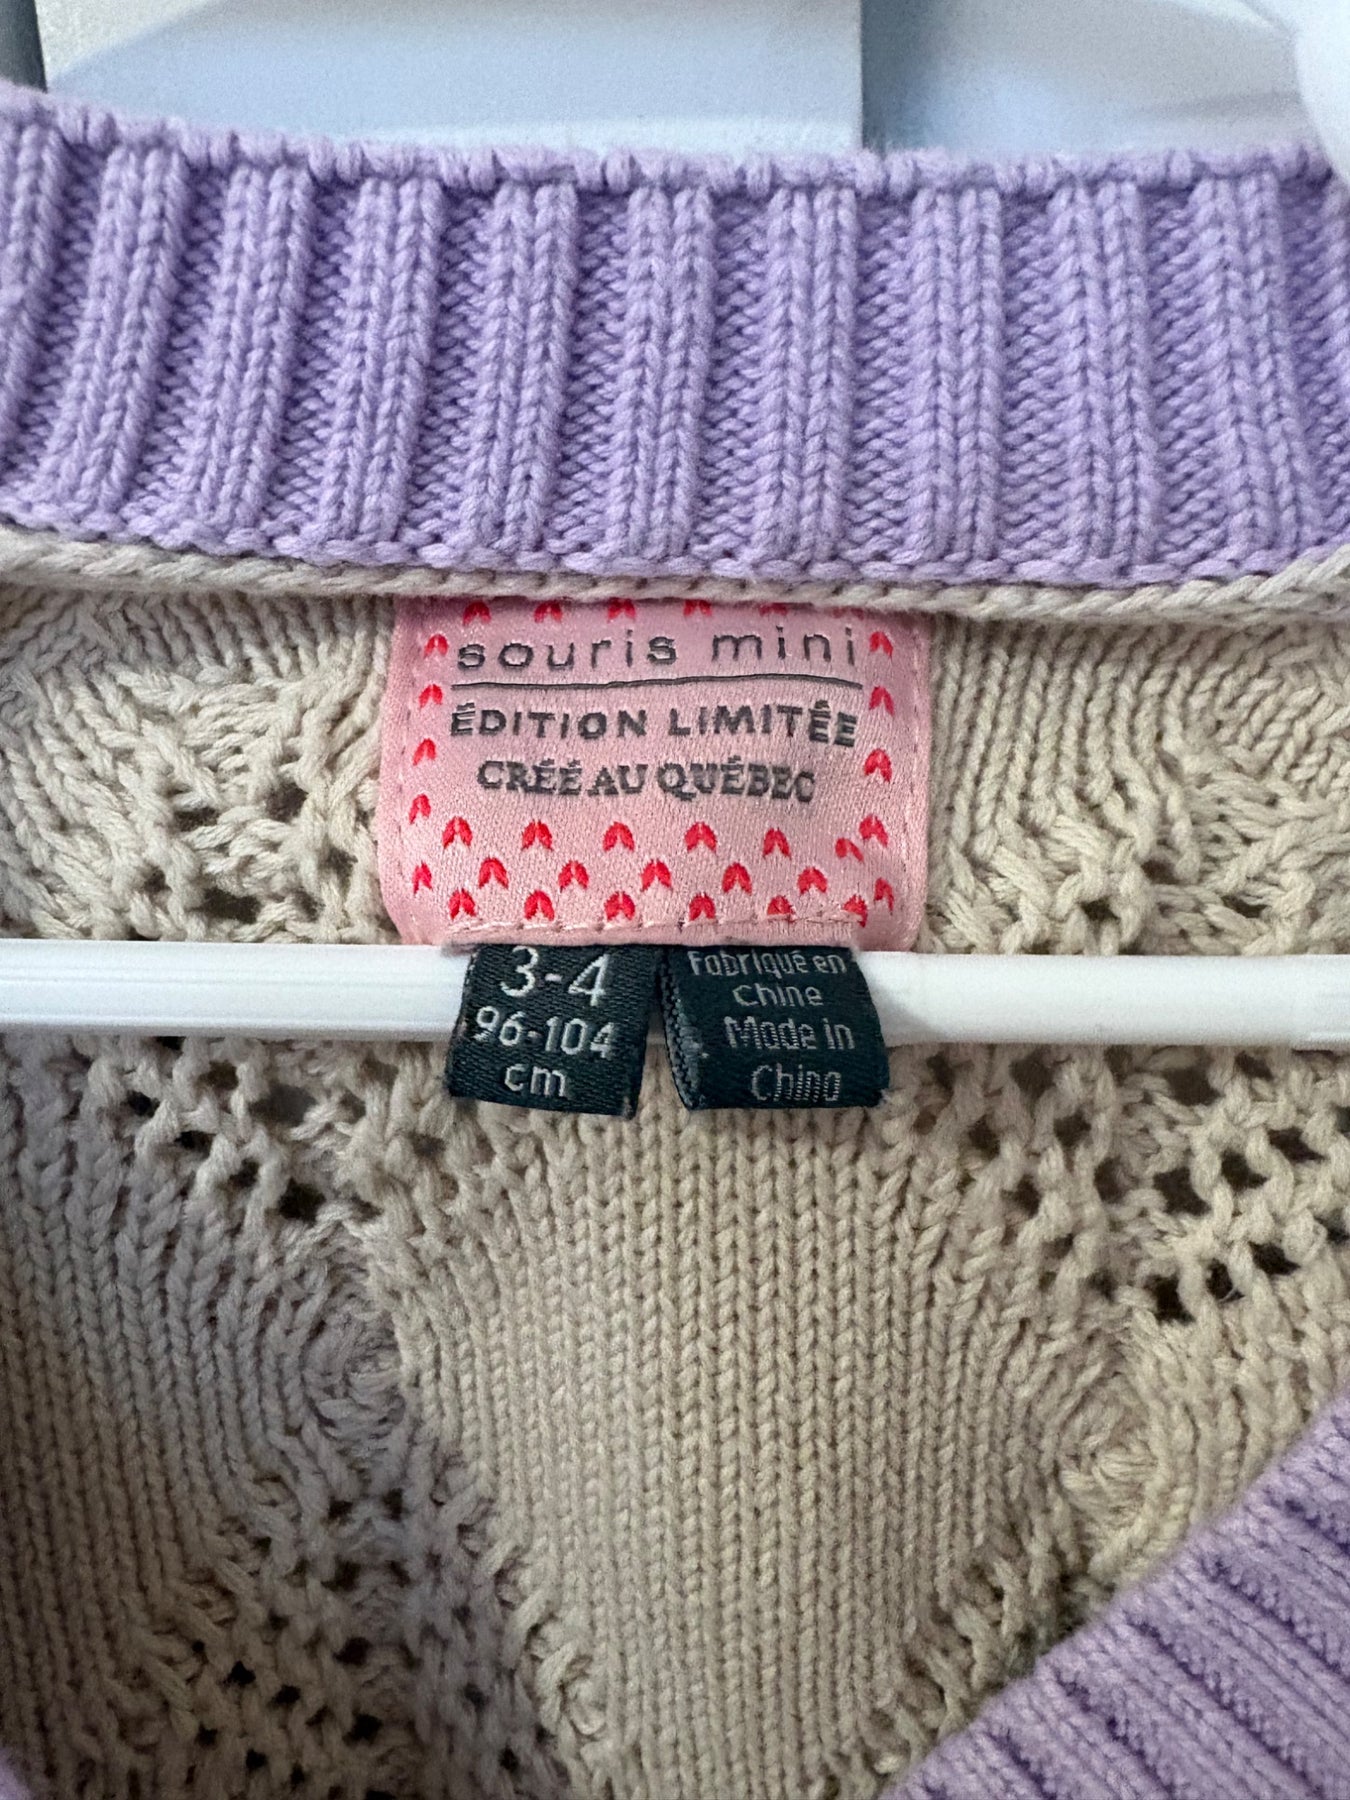 souris mini
ÉDITION LIMITÉE
CRÉÉ AU QUÉBEC
3-4
96-104
cm
Fabriqué en
Chine
Made in
China